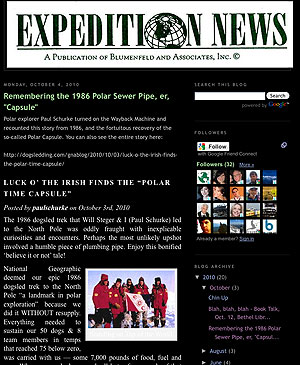 EXPEDITION NEWS
A PUBLICATION OF BLUMENFELD AND ASSOCIATES, INC. ©
MONDAY, OCTOBER 4, 2010
Remembering the 1986 Polar Sewer Pipe, er,
"Capsule"
Polar explorer Paul Schurke turned on the Wayback Machine and
recounted this story from 1986, and the fortuitous recovery of the
so-called Polar Capsule. You can also see the entire story here:
http://dogsledding.com/gnablog/2010/10/03/luck-o-the-irish-finds-
the-polar-time-capsule/
LUCK O' THE IRISH FINDS THE "POLAR
TIME CAPSULE"
Posted by paulschurke on October 3rd, 2010
The 1986 dogsled trek that Will Steger & I (Paul Schurke) led
to the North Pole was oddly fraught with inexplicable
curiosities and encounters. Perhaps the most unlikely upshot
involved a humble piece of plumbing pipe. Enjoy this bonified
'believe it or not' tale!
National Geographic
deemed our epic 1986
dogsled trek to the North
Pole "a landmark in polar
exploration" because we
did it WITHOUT resupply.
Everything needed to
sustain our 50 dogs & 8
team members in temps
that reached 75 below zero,
was carried with us — some 7,000 pounds of food, fuel and
SEARCH THIS BLOG
Search
powered by Google
FOLLOWERS
Follow
with Google Friend Connect
Followers (32) More »
Already a member? Sign in
BLOG ARCHIVE
▼ 2010 (20)
▼ October (3)
Chin Up
Blah, blah, blah - Book Talk,
Oct. 12, Bethel Libr...
Remembering the 1986 Polar
Sewer Pipe, er, "Capsul...
► August (3)
► June (4)